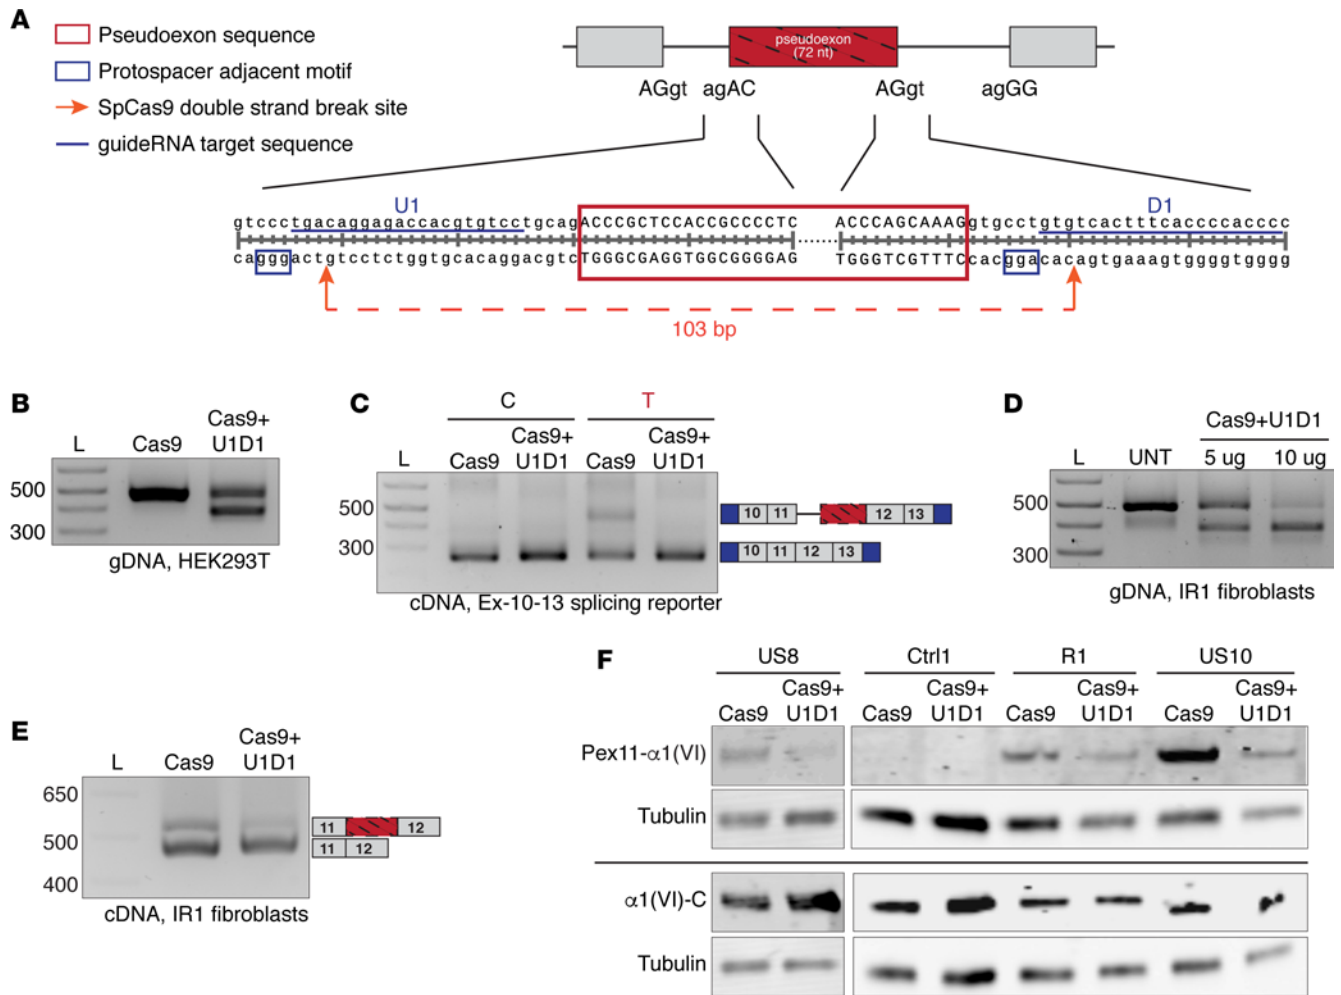 A
Pseudoexon sequence
Protospacer adjacent motif
SpCas9 double strand break site
guideRNA target sequence
pseudoexon
(72 nt)
AGgt agAC AGgt agGG
U1 D1
gtccctgacaggagaccacgtgtcctgcagACCCGCTCCACCGCCCCTC ACCCAGCAAAGgtgcctgtgtcactttcaccccacccc
cagggactgtcctctggtgcacaggacgtcTGGGCGAGGTGGCGGGGAG TGGGTCGTTTCcacggacacagtgaaagtggggtgggg
103 bp
B
L Cas9 Cas9+
U1D1
500
300
gDNA, HEK293T
C
C T
L Cas9 Cas9+
U1D1 Cas9 Cas9+
U1D1
500
300
10 11 12 13
10 11 12 13
cDNA, Ex-10-13 splicing reporter
D
Cas9+U1D1
L UNT 5 ug 10 ug
500
300
gDNA, IR1 fibroblasts
E
L Cas9 Cas9+
U1D1
650
500
400
11 12
11 12
cDNA, IR1 fibroblasts
F
US8 Ctrl1 R1 US10
Cas9 Cas9+
U1D1 Cas9 Cas9+
U1D1 Cas9 Cas9+
U1D1 Cas9 Cas9+
U1D1
Pex11-α1(VI)
Tubulin
α1(VI)-C
Tubulin